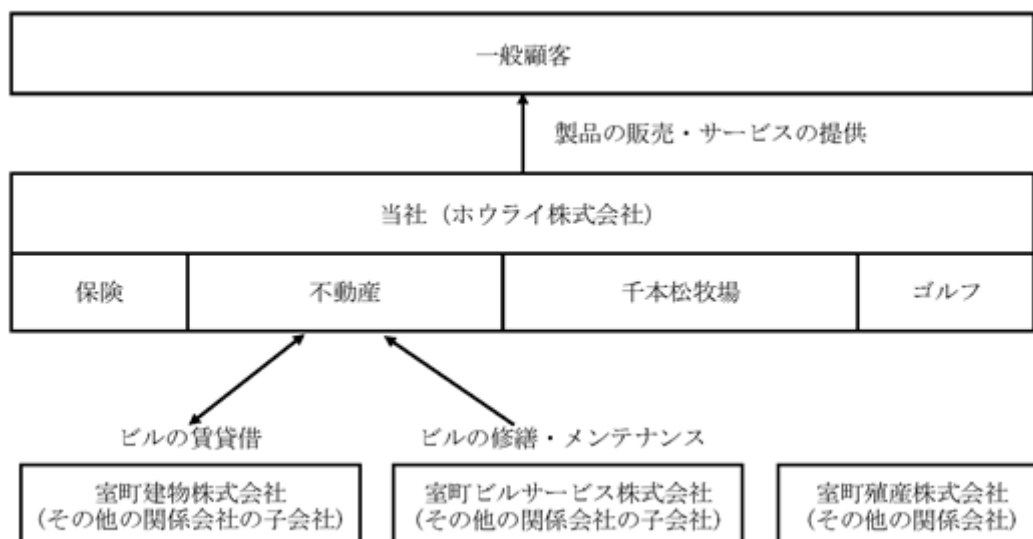 一般顧客
製品の販売・サービスの提供
当社（ホウライ株式会社）
保険
不動産
千本松牧場
ゴルフ
ビルの賃貸借
ビルの修繕・メンテナンス
室町建物株式会社
(その他の関係会社の子会社)
室町ビルサービス株式会社
(その他の関係会社の子会社)
室町殖産株式会社
(その他の関係会社)